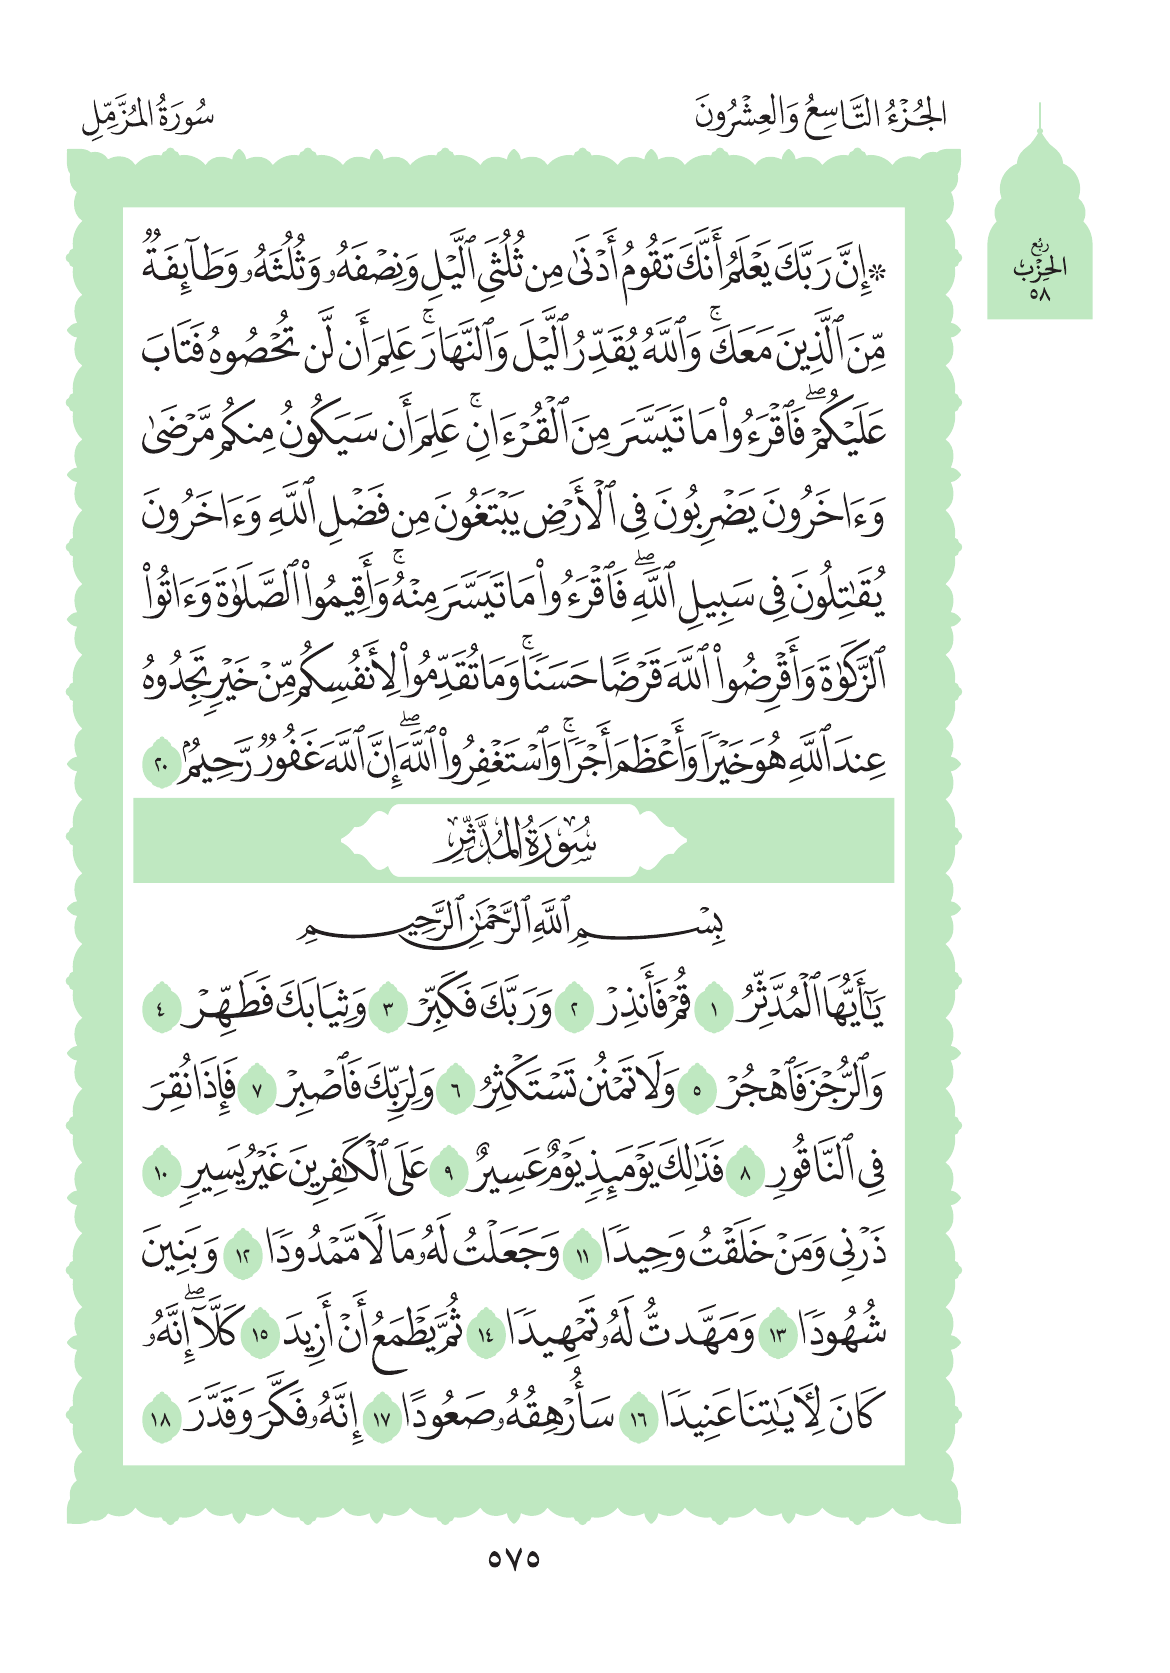 الجُزْءُ التَّاسِعُ وَالعِشْرُونَ
سُورَةُ المُزَّمِّلِ
ربع
الحِزْب
٥٨
۞ إِنَّ رَبَّكَ يَعْلَمُ أَنَّكَ تَقُومُ أَدْنَىٰ مِن ثُلُثَيِ ٱلَّيْلِ وَنِصْفَهُۥ وَثُلُثَهُۥ وَطَآئِفَةٌ
مِّنَ ٱلَّذِينَ مَعَكَۚ وَٱللَّهُ يُقَدِّرُ ٱلَّيْلَ وَٱلنَّهَارَۚ عَلِمَ أَن لَّن تُحْصُوهُ فَتَابَ
عَلَيْكُمْۖ فَٱقْرَءُوا۟ مَا تَيَسَّرَ مِنَ ٱلْقُرْءَانِۚ عَلِمَ أَن سَيَكُونُ مِنكُم مَّرْضَىٰ
وَءَاخَرُونَ يَضْرِبُونَ فِى ٱلْأَرْضِ يَبْتَغُونَ مِن فَضْلِ ٱللَّهِ وَءَاخَرُونَ
يُقَٰتِلُونَ فِى سَبِيلِ ٱللَّهِۖ فَٱقْرَءُوا۟ مَا تَيَسَّرَ مِنْهُۚ وَأَقِيمُوا۟ ٱلصَّلَوٰةَ وَءَاتُوا۟
ٱلزَّكَوٰةَ وَأَقْرِضُوا۟ ٱللَّهَ قَرْضًا حَسَنًاۚ وَمَا تُقَدِّمُوا۟ لِأَنفُسِكُم مِّنْ خَيْرٍ تَجِدُوهُ
عِندَ ٱللَّهِ هُوَ خَيْرًا وَأَعْظَمَ أَجْرًاۚ وَٱسْتَغْفِرُوا۟ ٱللَّهَۖ إِنَّ ٱللَّهَ غَفُورٌ رَّحِيمٌۢ ٢٠
سُورَةُ المُدَّثِّرِ
بِسْمِ ٱللَّهِ ٱلرَّحْمَٰنِ ٱلرَّحِيمِ
يَٰٓأَيُّهَا ٱلْمُدَّثِّرُ ١ قُمْ فَأَنذِرْ ٢ وَرَبَّكَ فَكَبِّرْ ٣ وَثِيَابَكَ فَطَهِّرْ ٤
وَٱلرُّجْزَ فَٱهْجُرْ ٥ وَلَا تَمْنُن تَسْتَكْثِرُ ٦ وَلِرَبِّكَ فَٱصْبِرْ ٧ فَإِذَا نُقِرَ
فِى ٱلنَّاقُورِ ٨ فَذَٰلِكَ يَوْمَئِذٍ يَوْمٌ عَسِيرٌ ٩ عَلَى ٱلْكَٰفِرِينَ غَيْرُ يَسِيرٍ ١٠
ذَرْنِى وَمَنْ خَلَقْتُ وَحِيدًا ١١ وَجَعَلْتُ لَهُۥ مَالًا مَّمْدُودًا ١٢ وَبَنِينَ
شُهُودًا ١٣ وَمَهَّدتُّ لَهُۥ تَمْهِيدًا ١٤ ثُمَّ يَطْمَعُ أَنْ أَزِيدَ ١٥ كَلَّآۖ إِنَّهُۥ
كَانَ لِأَيَٰتِنَا عَنِيدًا ١٦ سَأُرْهِقُهُۥ صَعُودًا ١٧ إِنَّهُۥ فَكَّرَ وَقَدَّرَ ١٨
٥٧٥